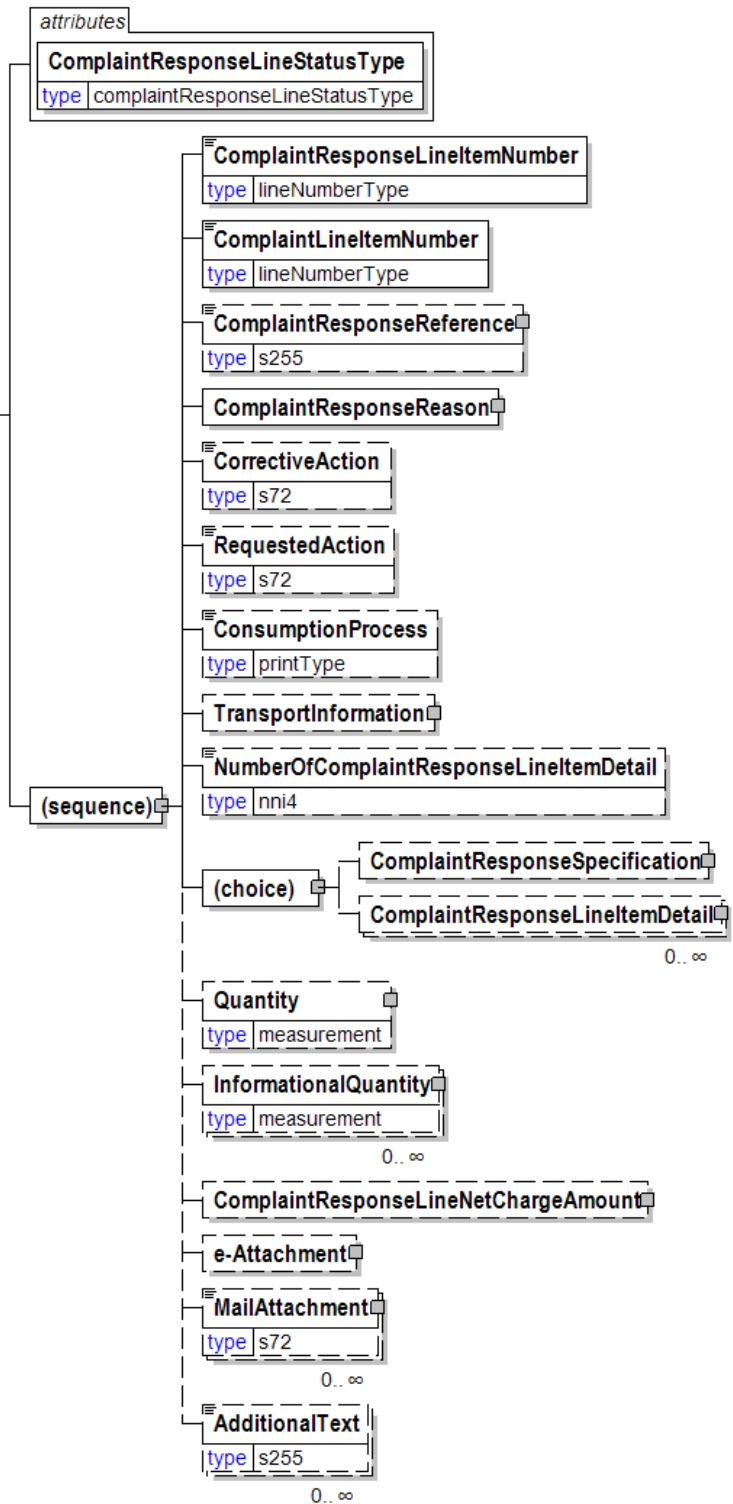 attributes
ComplaintResponseLineStatusType
type complaintResponseLineStatusType
ComplaintResponseLineItemNumber
type lineNumberType
ComplaintLineItemNumber
type lineNumberType
ComplaintResponseReference
type s255
ComplaintResponseReason
CorrectiveAction
type s72
RequestedAction
type s72
ConsumptionProcess
type printType
TransportInformation
NumberOfComplaintResponseLineItemDetail
type nni4
(sequence)
(choice)
ComplaintResponseSpecification
ComplaintResponseLineItemDetail
0.. ∞
Quantity
type measurement
InformationalQuantity
type measurement
0.. ∞
ComplaintResponseLineNetChargeAmount
e-Attachment
MailAttachment
type s72
0.. ∞
AdditionalText
type s255
0.. ∞